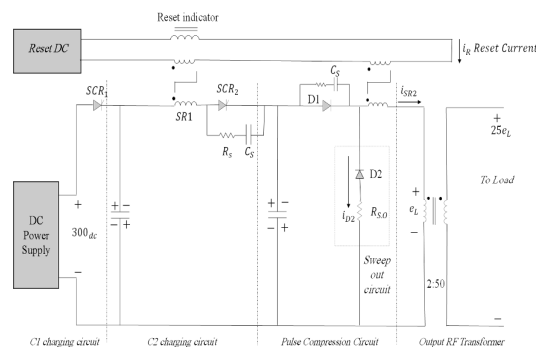 Reset indicator
Reset DC
i_R Reset Current
SCR_1
SCR_2
C_S
D1
i_SR2
SR1
R_s
C_S
+
25e_L
To Load
−
DC
Power
Supply
+
300_dc
−
+ −
− +
+ −
− +
D2
i_D2
R_S.O
Sweep
out
circuit
+
e_L
−
2:50
C1 charging circuit
C2 charging circuit
Pulse Compression Circuit
Output RF Transformer